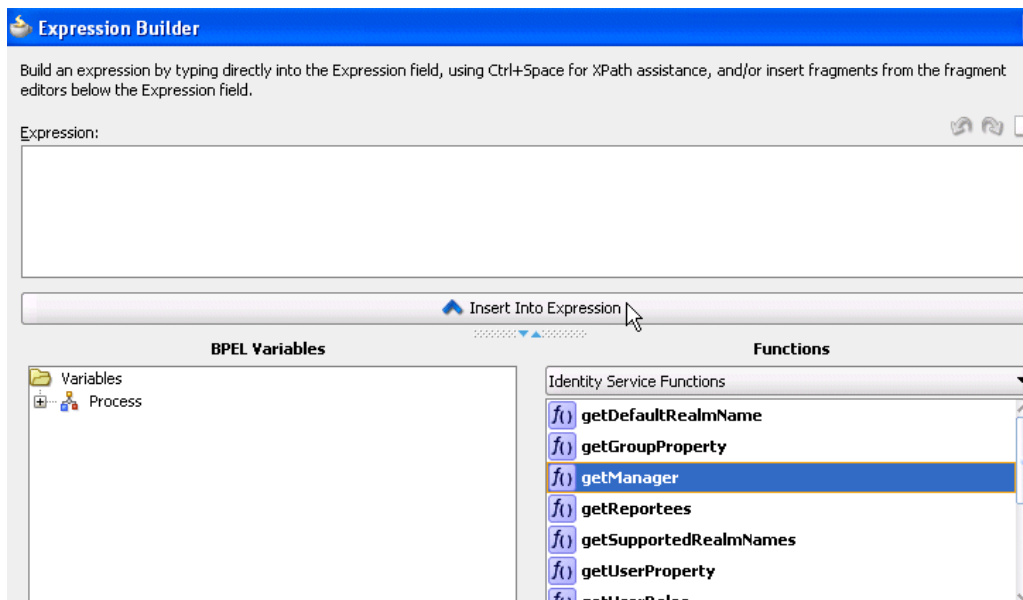 Expression Builder
Build an expression by typing directly into the Expression field, using Ctrl+Space for XPath assistance, and/or insert fragments from the fragment
editors below the Expression field.
Expression:
Insert Into Expression
BPEL Variables
Variables
Process
Functions
Identity Service Functions
f() getDefaultRealmName
f() getGroupProperty
f() getManager
f() getReportees
f() getSupportedRealmNames
f() getUserProperty